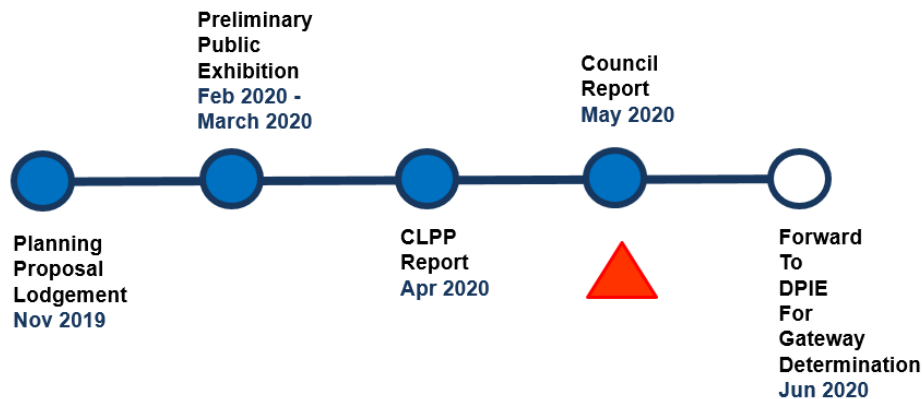 Preliminary
Public
Exhibition
Feb 2020 -
March 2020
Council
Report
May 2020
Planning
Proposal
Lodgement
Nov 2019
CLPP
Report
Apr 2020
Forward
To
DPIE
For
Gateway
Determination
Jun 2020